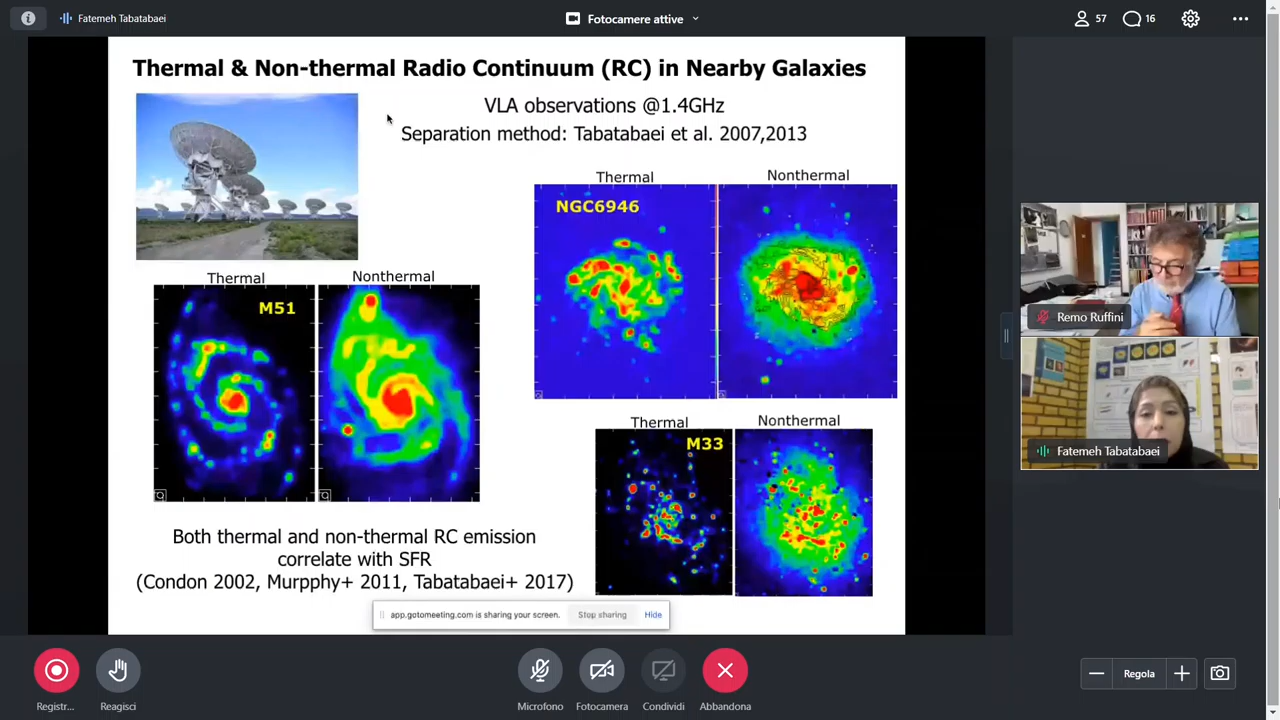 Fatemeh Tabatabaei
Fotocamere attive
57
16
Thermal & Non-thermal Radio Continuum (RC) in Nearby Galaxies
VLA observations @1.4GHz
Separation method: Tabatabaei et al. 2007,2013
Thermal
Nonthermal
NGC6946
Thermal
Nonthermal
M51
Thermal
Nonthermal
M33
Both thermal and non-thermal RC emission
correlate with SFR
(Condon 2002, Murpphy+ 2011, Tabatabaei+ 2017)
app.gotomeeting.com is sharing your screen.
Stop sharing
Hide
Remo Ruffini
Fatemeh Tabatabaei
Registr...
Reagisci
Microfono
Fotocamera
Condividi
Abbandona
Regola